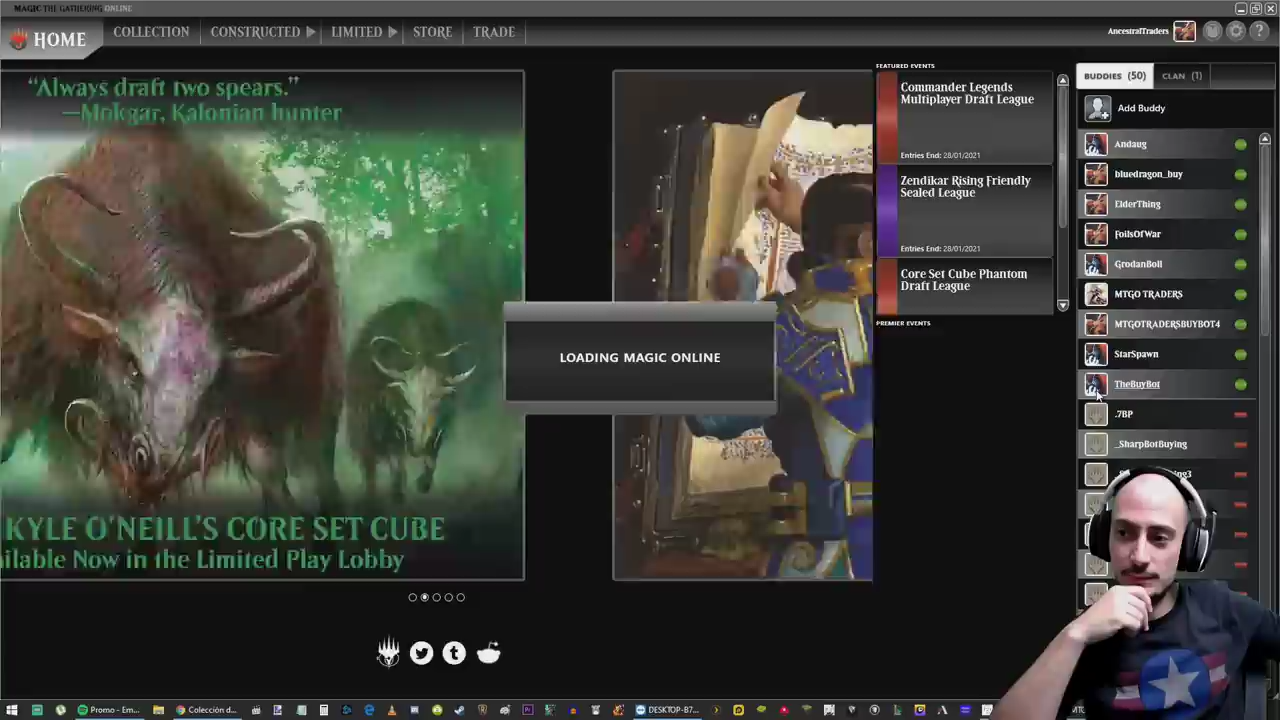 MAGIC THE GATHERING ONLINE
HOME
COLLECTION
CONSTRUCTED
LIMITED
STORE
TRADE
AncestralTraders
"Always draft two spears."
—Mokgar, Kalonian hunter
KYLE O'NEILL'S CORE SET CUBE
ailable Now in the Limited Play Lobby
LOADING MAGIC ONLINE
FEATURED EVENTS
Commander Legends
Multiplayer Draft League
Entries End: 28/01/2021
Zendikar Rising Friendly
Sealed League
Entries End: 28/01/2021
Core Set Cube Phantom
Draft League
PREMIER EVENTS
BUDDIES (50)
CLAN (1)
Add Buddy
Andaug
bluedragon_buy
ElderThing
FoilsOfWar
GrodanBoll
MTGO TRADERS
MTGOTRADERSBUYBOT4
StarSpawn
TheBuyBot
.7BP
_SharpBotBuying
Promo - Em...
Colección d...
DESKTOP-B7...